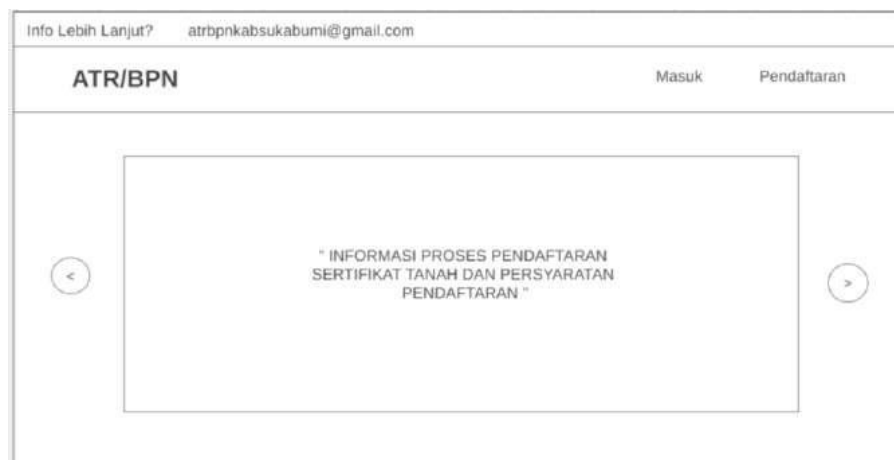 Info Lebih Lanjut? atrbpnkabsukabumi@gmail.com
ATR/BPN Masuk Pendaftaran
" INFORMASI PROSES PENDAFTARAN
SERTIFIKAT TANAH DAN PERSYARATAN
PENDAFTARAN "
< >